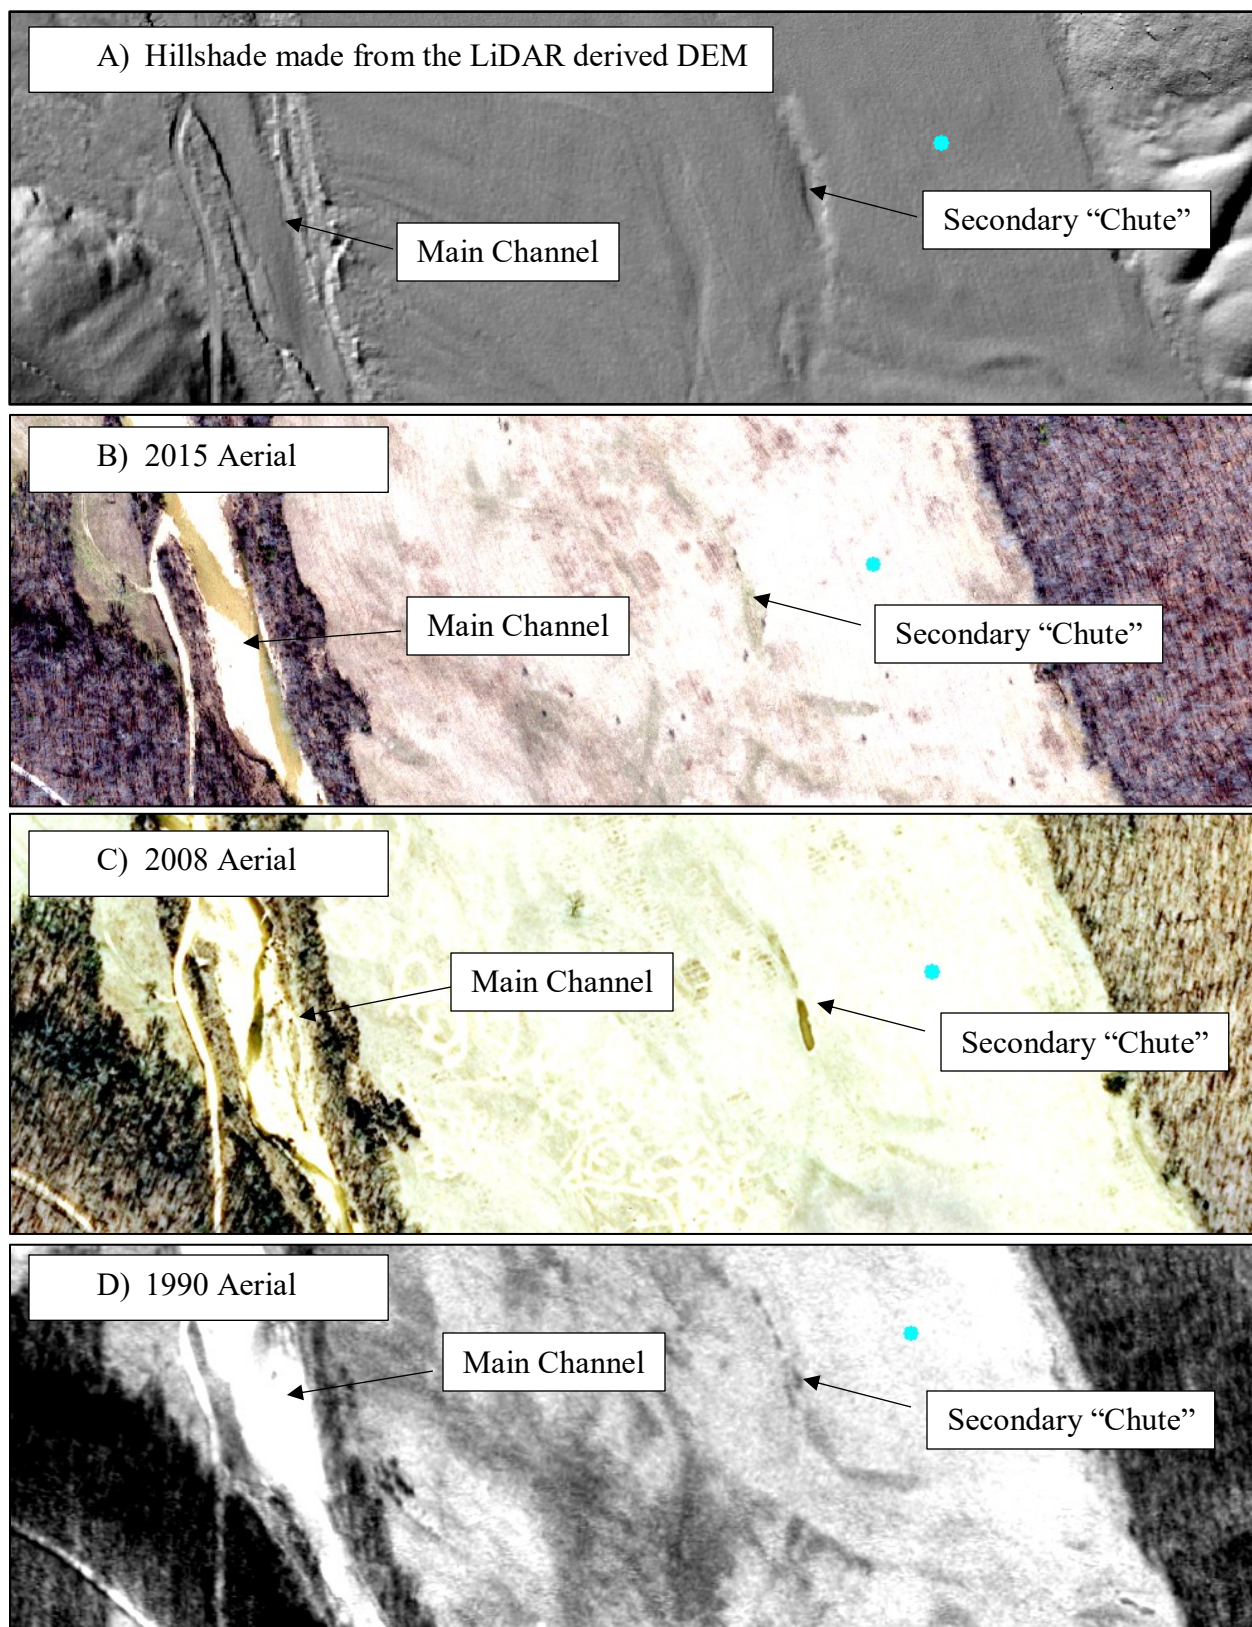 A) Hillshade made from the LiDAR derived DEM
Main Channel
Secondary “Chute”
B) 2015 Aerial
Main Channel
Secondary “Chute”
C) 2008 Aerial
Main Channel
Secondary “Chute”
D) 1990 Aerial
Main Channel
Secondary “Chute”